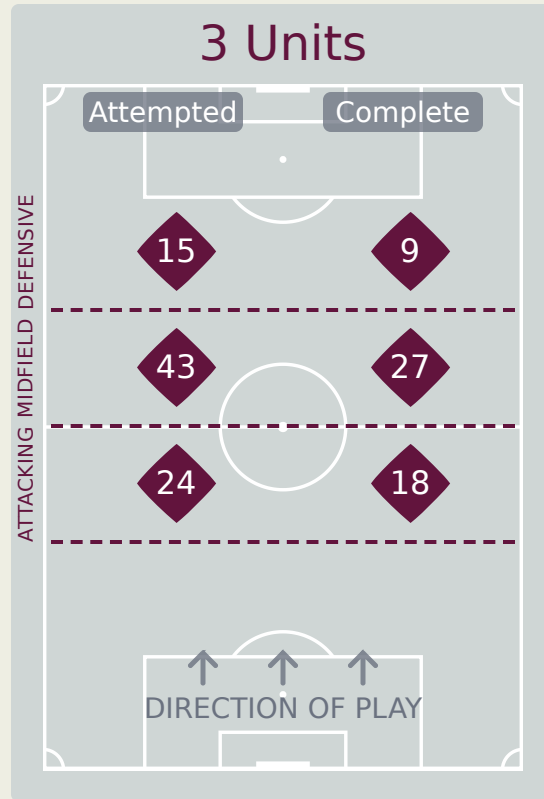 3 Units
Attempted Complete
ATTACKING MIDFIELD DEFENSIVE
15 9
43 27
24 18
DIRECTION OF PLAY